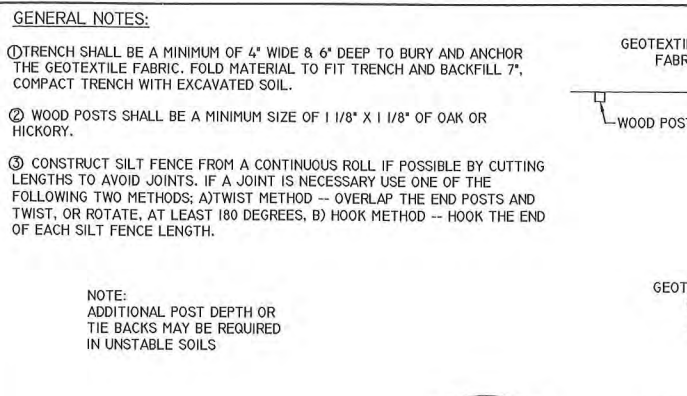 GENERAL NOTES:
①TRENCH SHALL BE A MINIMUM OF 4" WIDE & 6" DEEP TO BURY AND ANCHOR
THE GEOTEXTILE FABRIC. FOLD MATERIAL TO FIT TRENCH AND BACKFILL 7",
COMPACT TRENCH WITH EXCAVATED SOIL.
② WOOD POSTS SHALL BE A MINIMUM SIZE OF 1 1/8" X 1 1/8" OF OAK OR
HICKORY.
③ CONSTRUCT SILT FENCE FROM A CONTINUOUS ROLL IF POSSIBLE BY CUTTING
LENGTHS TO AVOID JOINTS. IF A JOINT IS NECESSARY USE ONE OF THE
FOLLOWING TWO METHODS; A)TWIST METHOD -- OVERLAP THE END POSTS AND
TWIST, OR ROTATE, AT LEAST 180 DEGREES, B) HOOK METHOD -- HOOK THE END
OF EACH SILT FENCE LENGTH.
NOTE:
ADDITIONAL POST DEPTH OR
TIE BACKS MAY BE REQUIRED
IN UNSTABLE SOILS
GEOTEXTI
FABR
WOOD POS
GEOT